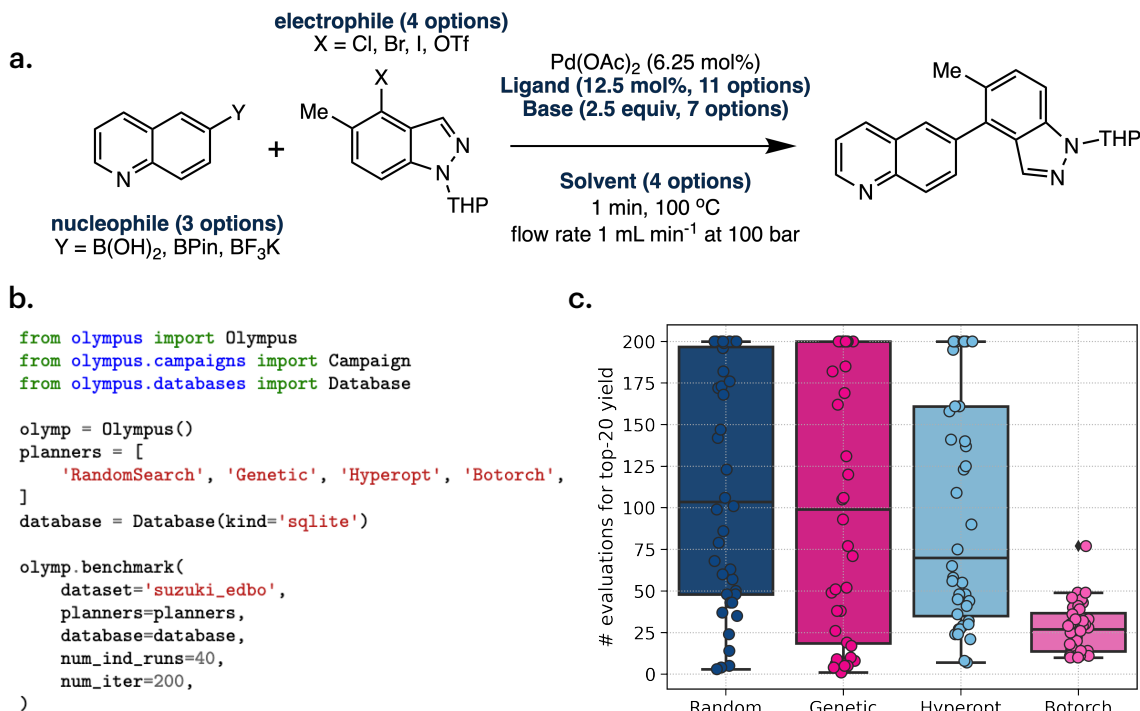 a.
electrophile (4 options)
X = Cl, Br, I, OTf
X
Me
Y
N
+
N
N
THP
nucleophile (3 options)
Y = B(OH)2, BPin, BF3K
Pd(OAc)2 (6.25 mol%)
Ligand (12.5 mol%, 11 options)
Base (2.5 equiv, 7 options)
Solvent (4 options)
1 min, 100 ºC
flow rate 1 mL min-1 at 100 bar
Me
N
N
N
THP
b.
from olympus import Olympus
from olympus.campaigns import Campaign
from olympus.databases import Database
olymp = Olympus()
planners = [
'RandomSearch', 'Genetic', 'Hyperopt', 'Botorch',
]
database = Database(kind='sqlite')
olymp.benchmark(
dataset='suzuki_edbo',
planners=planners,
database=database,
num_ind_runs=40,
num_iter=200,
)
c.
# evaluations for top-20 yield
200
175
150
125
100
75
50
25
0
Random
Genetic
Hyperopt
Botorch